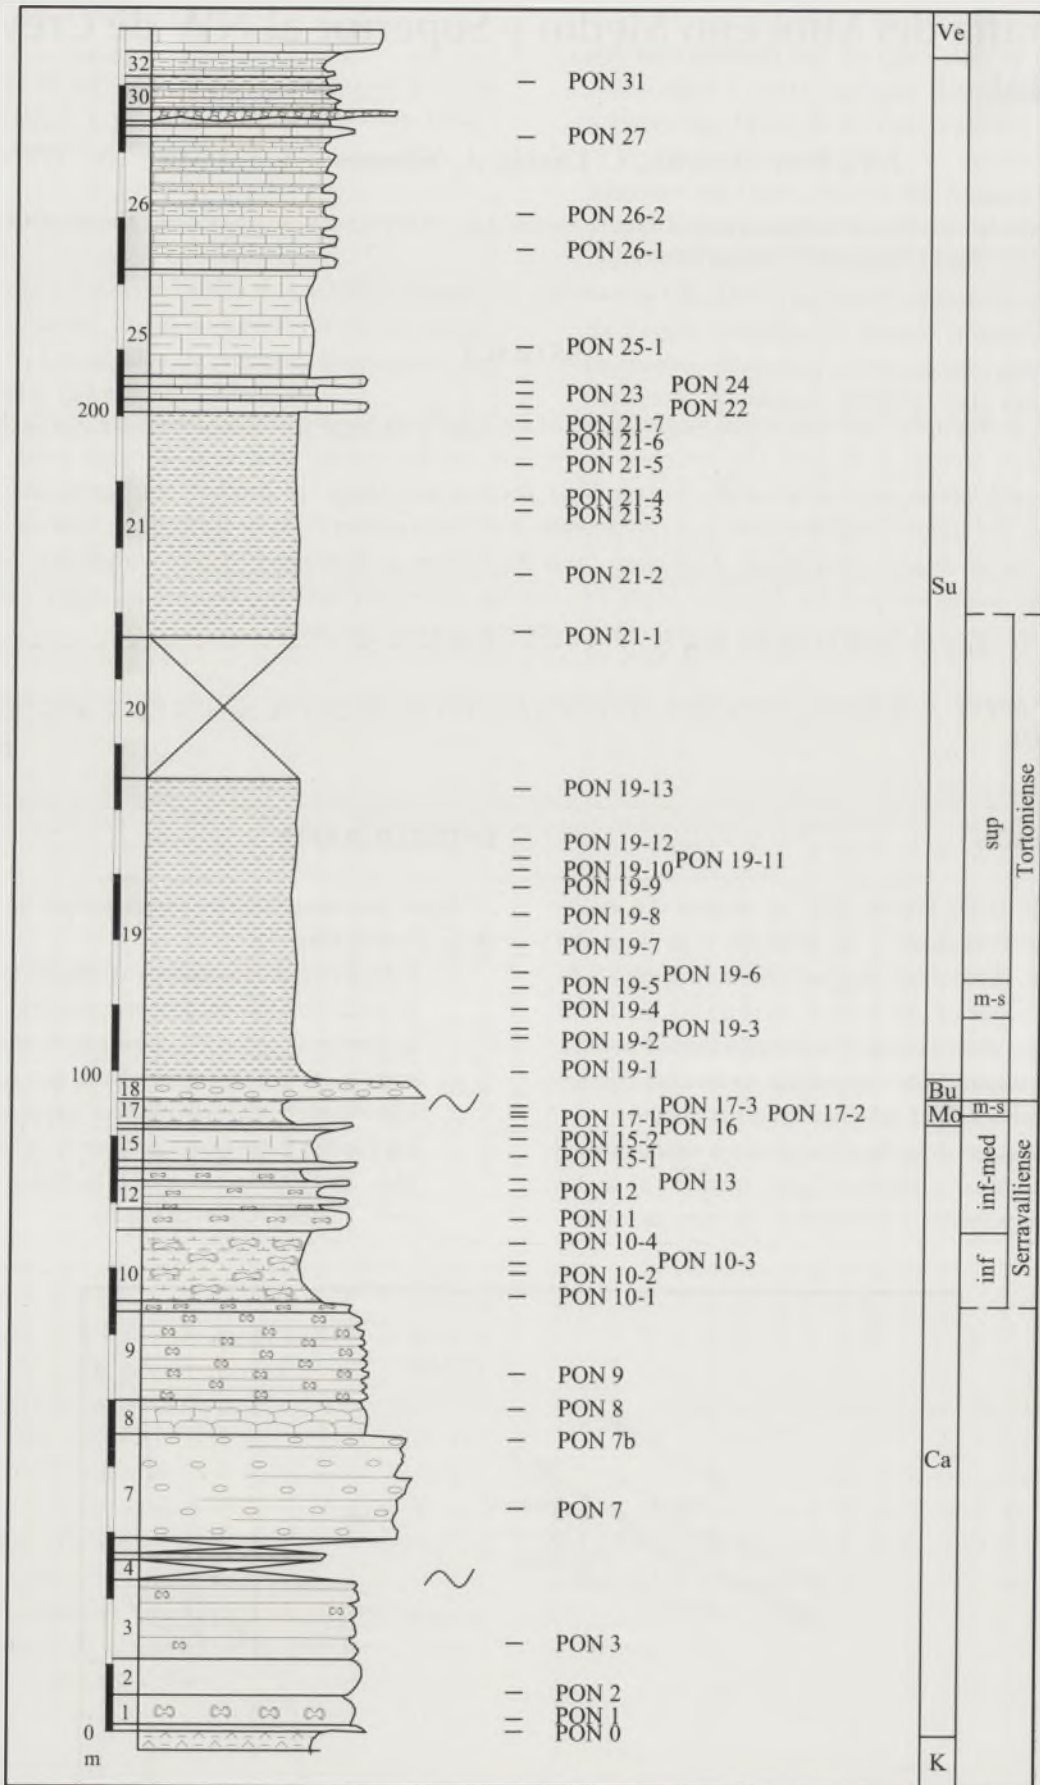 Ve
32
PON 31
30
PON 27
26
PON 26-2
PON 26-1
25
PON 25-1
PON 24
PON 23
PON 22
200
PON 21-7
PON 21-6
PON 21-5
PON 21-4
PON 21-3
21
PON 21-2
Su
PON 21-1
20
PON 19-13
sup
Tortoniense
PON 19-12
PON 19-11
PON 19-10
PON 19-9
PON 19-8
19
PON 19-7
PON 19-6
PON 19-5
m-s
PON 19-4
PON 19-3
PON 19-2
PON 19-1
100
18
Bu
17
PON 17-3
m-s
PON 17-2
Mo
PON 17-1
PON 16
15
PON 15-2
PON 15-1
inf-med
Serravalliense
PON 13
12
PON 12
PON 11
PON 10-4
PON 10-3
inf
10
PON 10-2
PON 10-1
9
PON 9
8
PON 8
PON 7b
Ca
7
PON 7
4
3
PON 3
2
PON 2
1
PON 1
0
PON 0
m
K